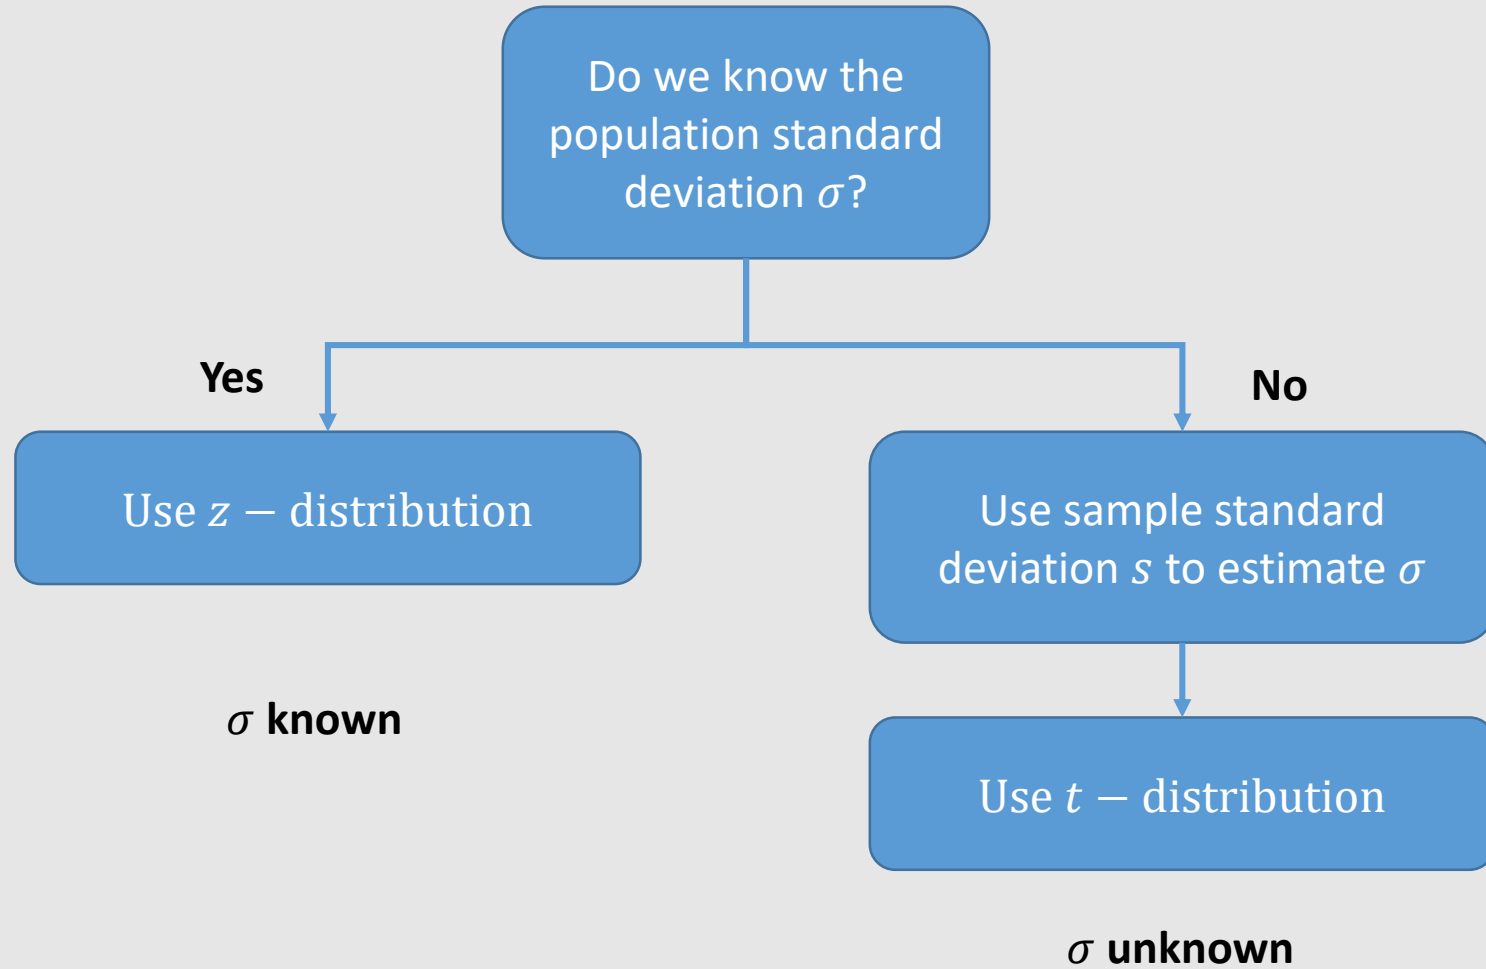 Do we know the
population standard
deviation σ?
Yes
No
Use z − distribution
Use sample standard
deviation s to estimate σ
σ known
Use t − distribution
σ unknown